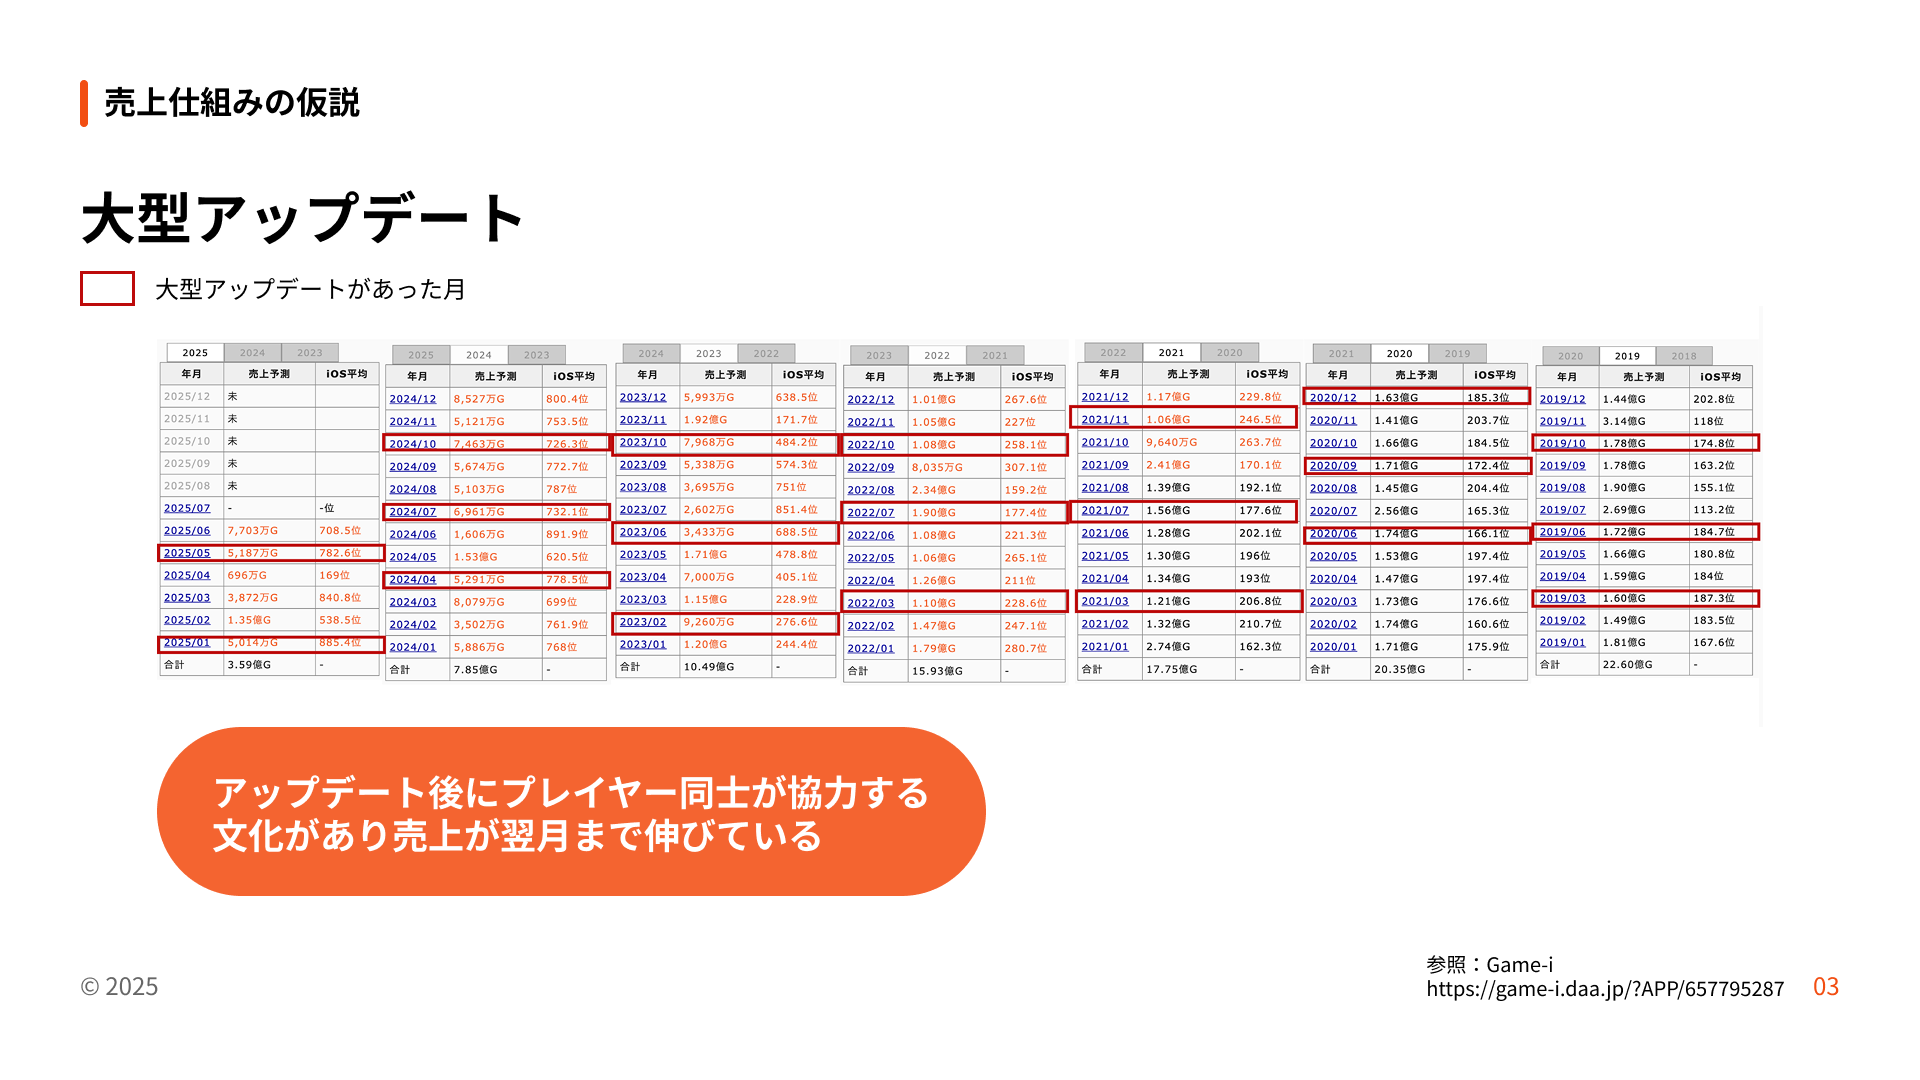 売上仕組みの仮説
大型アップデート
大型アップデートがあった月
2025 2024 2023
年月 売上予測 iOS平均
2025/12 未
2025/11 未
2025/10 未
2025/09 未
2025/08 未
2025/07 - -位
2025/06 7,703万G 708.5位
2025/05 5,187万G 782.6位
2025/04 696万G 169位
2025/03 3,872万G 840.8位
2025/02 1.35億G 538.5位
2025/01 5,014万G 885.4位
合計 3.59億G -
2025 2024 2023
年月 売上予測 iOS平均
2024/12 8,527万G 800.4位
2024/11 5,121万G 753.5位
2024/10 7,463万G 726.3位
2024/09 5,674万G 772.7位
2024/08 5,103万G 787位
2024/07 6,961万G 732.1位
2024/06 1,606万G 891.9位
2024/05 1.53億G 620.5位
2024/04 5,291万G 778.5位
2024/03 8,079万G 699位
2024/02 3,502万G 761.9位
2024/01 5,886万G 768位
合計 7.85億G -
2024 2023 2022
年月 売上予測 iOS平均
2023/12 5,993万G 638.5位
2023/11 1.92億G 171.7位
2023/10 7,968万G 484.2位
2023/09 5,338万G 574.3位
2023/08 3,695万G 751位
2023/07 2,602万G 851.4位
2023/06 3,433万G 688.5位
2023/05 1.71億G 478.8位
2023/04 7,000万G 405.1位
2023/03 1.15億G 228.9位
2023/02 9,260万G 276.6位
2023/01 1.20億G 244.4位
合計 10.49億G -
2023 2022 2021
年月 売上予測 iOS平均
2022/12 1.01億G 267.6位
2022/11 1.05億G 227位
2022/10 1.08億G 258.1位
2022/09 8,035万G 307.1位
2022/08 2.34億G 159.2位
2022/07 1.90億G 177.4位
2022/06 1.08億G 221.3位
2022/05 1.06億G 265.1位
2022/04 1.26億G 211位
2022/03 1.10億G 228.6位
2022/02 1.47億G 247.1位
2022/01 1.79億G 280.7位
合計 15.93億G -
2022 2021 2020
年月 売上予測 iOS平均
2021/12 1.17億G 229.8位
2021/11 1.06億G 246.5位
2021/10 9,640万G 263.7位
2021/09 2.41億G 170.1位
2021/08 1.39億G 192.1位
2021/07 1.56億G 177.6位
2021/06 1.28億G 202.1位
2021/05 1.30億G 196位
2021/04 1.34億G 193位
2021/03 1.21億G 206.8位
2021/02 1.32億G 210.7位
2021/01 2.74億G 162.3位
合計 17.75億G -
2021 2020 2019
年月 売上予測 iOS平均
2020/12 1.63億G 185.3位
2020/11 1.41億G 203.7位
2020/10 1.66億G 184.5位
2020/09 1.71億G 172.4位
2020/08 1.45億G 204.4位
2020/07 2.56億G 165.3位
2020/06 1.74億G 166.1位
2020/05 1.53億G 197.4位
2020/04 1.47億G 197.4位
2020/03 1.73億G 176.6位
2020/02 1.74億G 160.6位
2020/01 1.71億G 175.9位
合計 20.35億G -
2020 2019 2018
年月 売上予測 iOS平均
2019/12 1.44億G 202.8位
2019/11 3.14億G 118位
2019/10 1.78億G 174.8位
2019/09 1.78億G 163.2位
2019/08 1.90億G 155.1位
2019/07 2.69億G 113.2位
2019/06 1.72億G 184.7位
2019/05 1.66億G 180.8位
2019/04 1.59億G 184位
2019/03 1.60億G 187.3位
2019/02 1.49億G 183.5位
2019/01 1.81億G 167.6位
合計 22.60億G -
アップデート後にプレイヤー同士が協力する
文化があり売上が翌月まで伸びている
© 2025
参照：Game-i
https://game-i.daa.jp/?APP/657795287
03